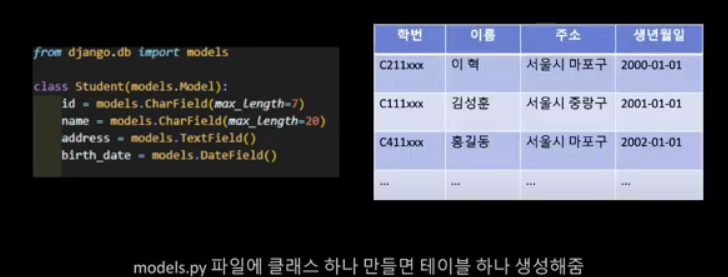 from django.db import models
class Student(models.Model):
id = models.CharField(max_length=7)
name = models.CharField(max_length=20)
address = models.TextField()
birth_date = models.DateField()
학번 이름 주소 생년월일
C211xxx 이 혁 서울시 마포구 2000-01-01
C111xxx 김성훈 서울시 중랑구 2001-01-01
C411xxx 홍길동 서울시 마포구 2002-01-01
... ... ... ...
models.py 파일에 클래스 하나 만들면 테이블 하나 생성해줌